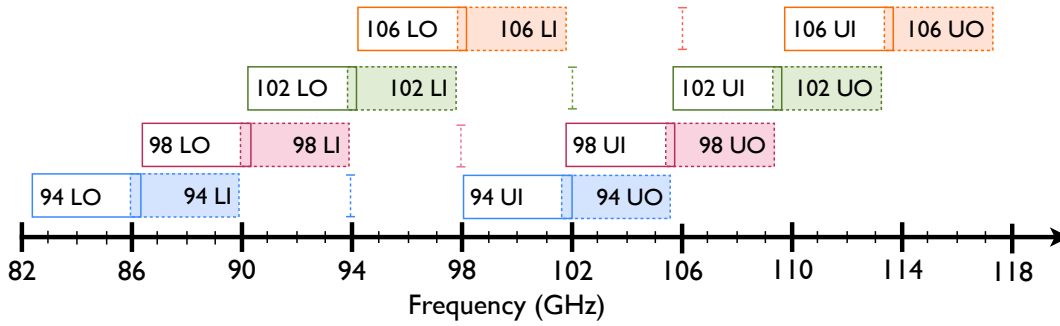 106 LO 106 LI 106 UI 106 UO
102 LO 102 LI 102 UI 102 UO
98 LO 98 LI 98 UI 98 UO
94 LO 94 LI 94 UI 94 UO
82 86 90 94 98 102 106 110 114 118
Frequency (GHz)